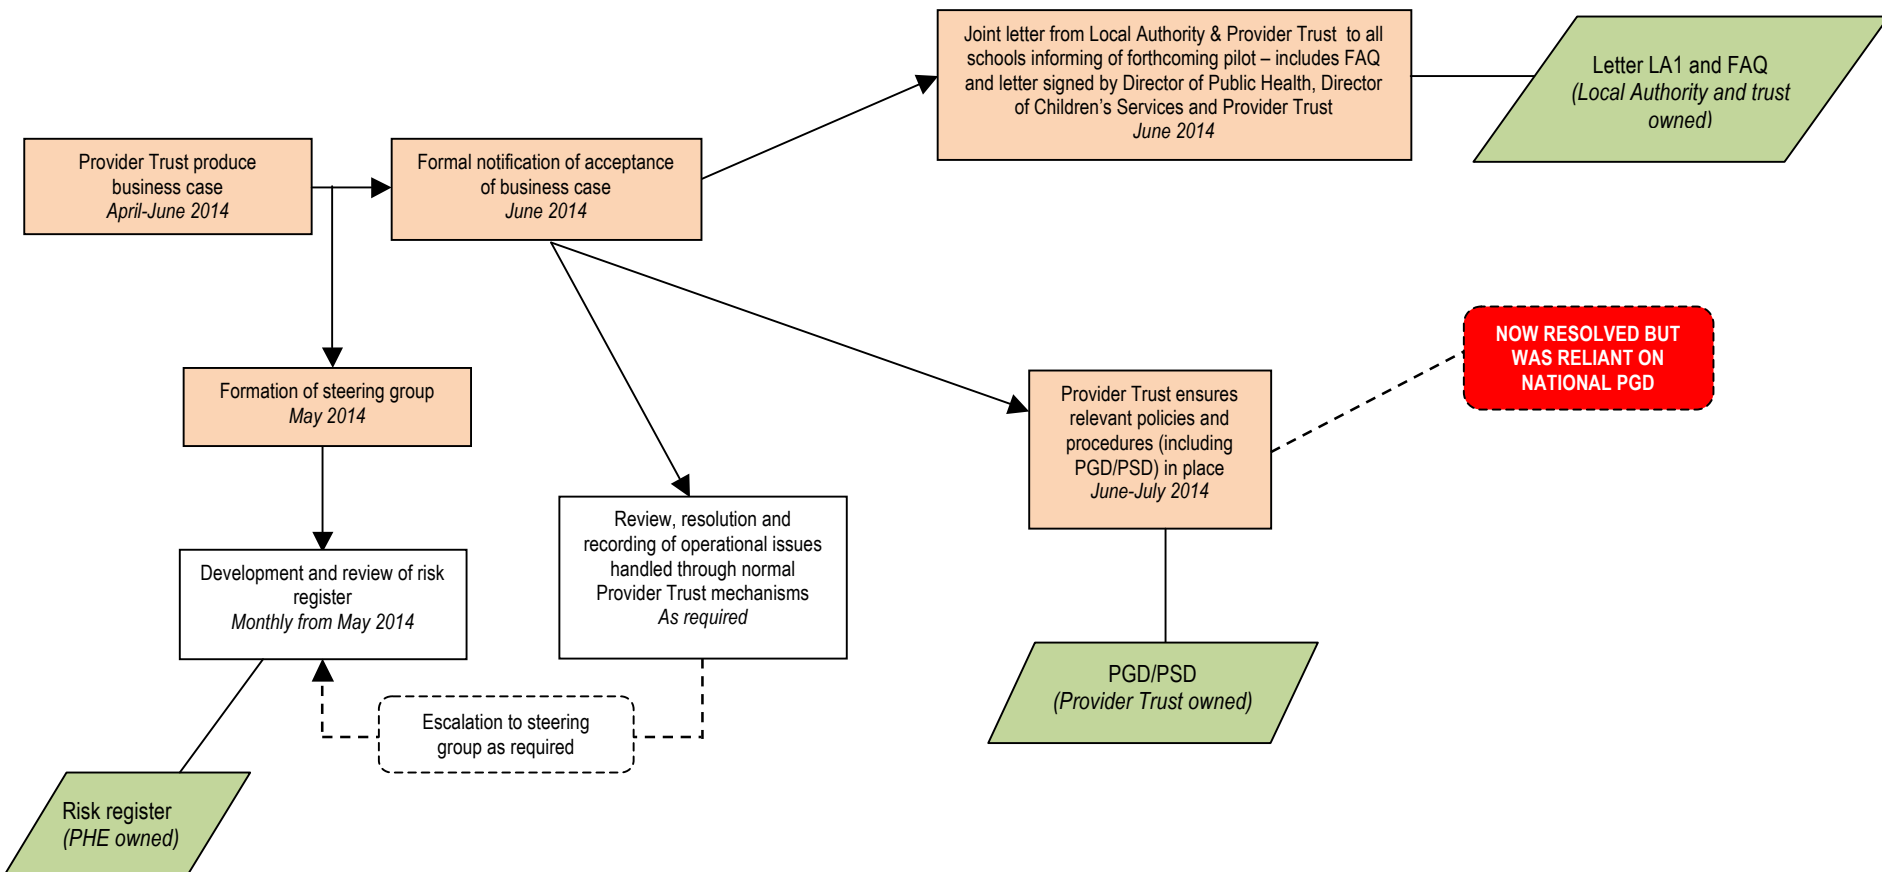 Joint letter from Local Authority & Provider Trust to all
schools informing of forthcoming pilot – includes FAQ
and letter signed by Director of Public Health, Director
of Children’s Services and Provider Trust
June 2014
Letter LA1 and FAQ
(Local Authority and trust
owned)
Provider Trust produce
business case
April-June 2014
Formal notification of acceptance
of business case
June 2014
NOW RESOLVED BUT
WAS RELIANT ON
NATIONAL PGD
Formation of steering group
May 2014
Provider Trust ensures
relevant policies and
procedures (including
PGD/PSD) in place
June-July 2014
Development and review of risk
register
Monthly from May 2014
Review, resolution and
recording of operational issues
handled through normal
Provider Trust mechanisms
As required
Escalation to steering
group as required
PGD/PSD
(Provider Trust owned)
Risk register
(PHE owned)